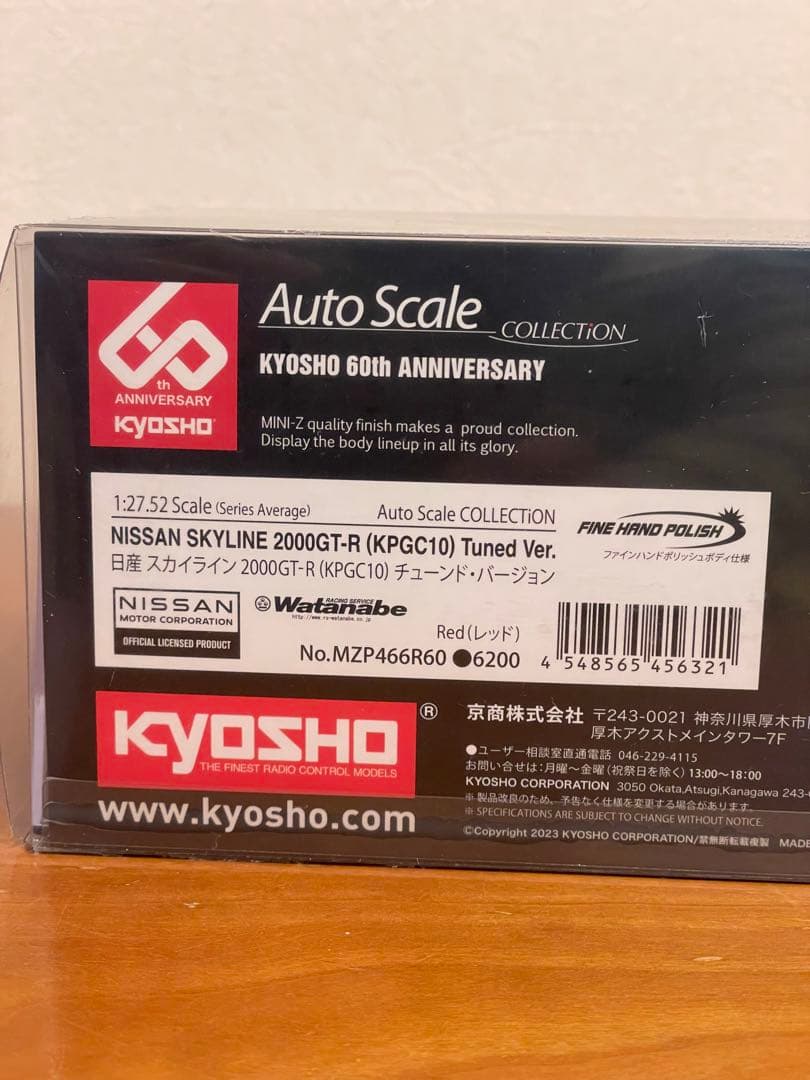 60th
ANNIVERSARY
KYOSHO
Auto Scale COLLECTiON
KYOSHO 60th ANNIVERSARY
MINI-Z quality finish makes a proud collection.
Display the body lineup in all its glory.
1:27.52 Scale (Series Average) Auto Scale COLLECTiON
NISSAN SKYLINE 2000GT-R (KPGC10) Tuned Ver.
日産 スカイライン 2000GT-R (KPGC10) チューンド・バージョン
FINE HAND POLISH
ファインハンドポリッシュボディ仕様
NISSAN
MOTOR CORPORATION
OFFICIAL LICENSED PRODUCT
RACING SERVICE
Watanabe
http://www.rs-watanabe.co.jp
Red(レッド)
No.MZP466R60 ●6200
4 548565 456321
KYOSHO®
THE FINEST RADIO CONTROL MODELS
www.kyosho.com
京商株式会社 〒243-0021 神奈川県厚木市
厚木アクストメインタワー7F
●ユーザー相談室直通電話 046-229-4115
お問い合せは:月曜～金曜(祝祭日を除く)13:00～18:00
KYOSHO CORPORATION 3050 Okata,Atsugi,Kanagawa 243-
※ 製品改良のため、予告なく仕様を変更する場合があります。
※ SPECIFICATIONS ARE SUBJECT TO CHANGE WITHOUT NOTICE.
©Copyright 2023 KYOSHO CORPORATION/禁無断転載複製 MADE